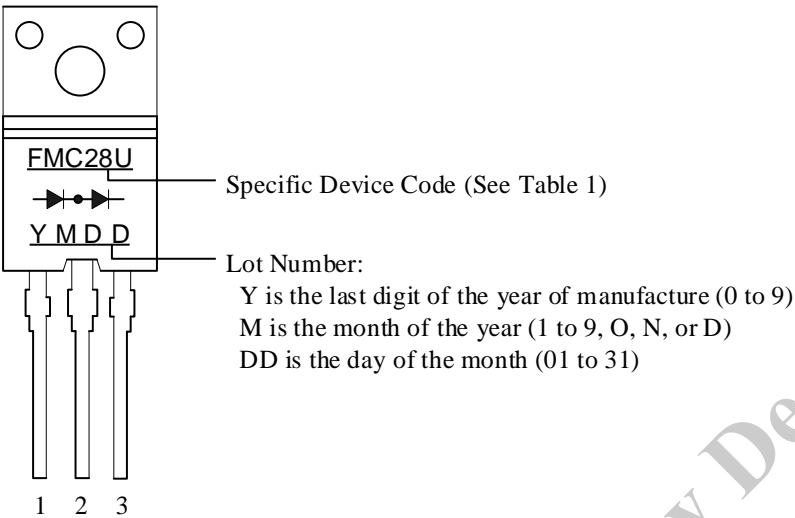 FMC28U
Specific Device Code (See Table 1)
Y M D D
Lot Number:
Y is the last digit of the year of manufacture (0 to 9)
M is the month of the year (1 to 9, O, N, or D)
DD is the day of the month (01 to 31)
1 2 3